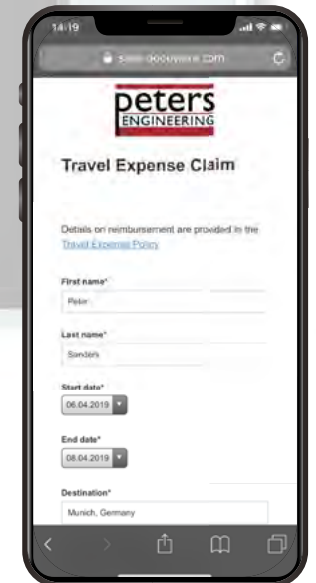 14:19
peters
ENGINEERING
Travel Expense Claim
Details on reimbursement are provided in the
Travel Expense Policy
First name*
Peter
Last name*
Sanders
Start date*
06.04.2019
End date*
08.04.2019
Destination*
Munich, Germany